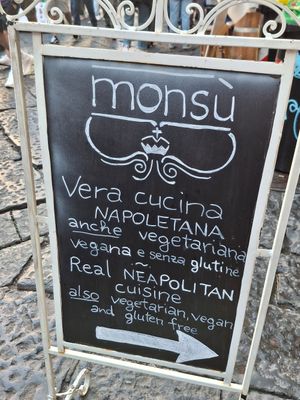 monsù
Vera cucina
NAPOLETANA
anche vegetariana
vegana e senza glutine
Real NEAPOLITAN
cuisine
also vegetarian, vegan
and gluten free